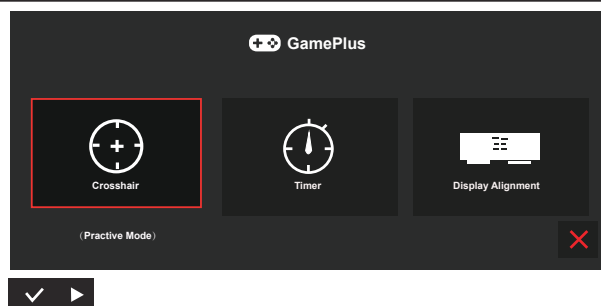 GamePlus
Crosshair
Timer
Display Alignment
（Practive Mode）